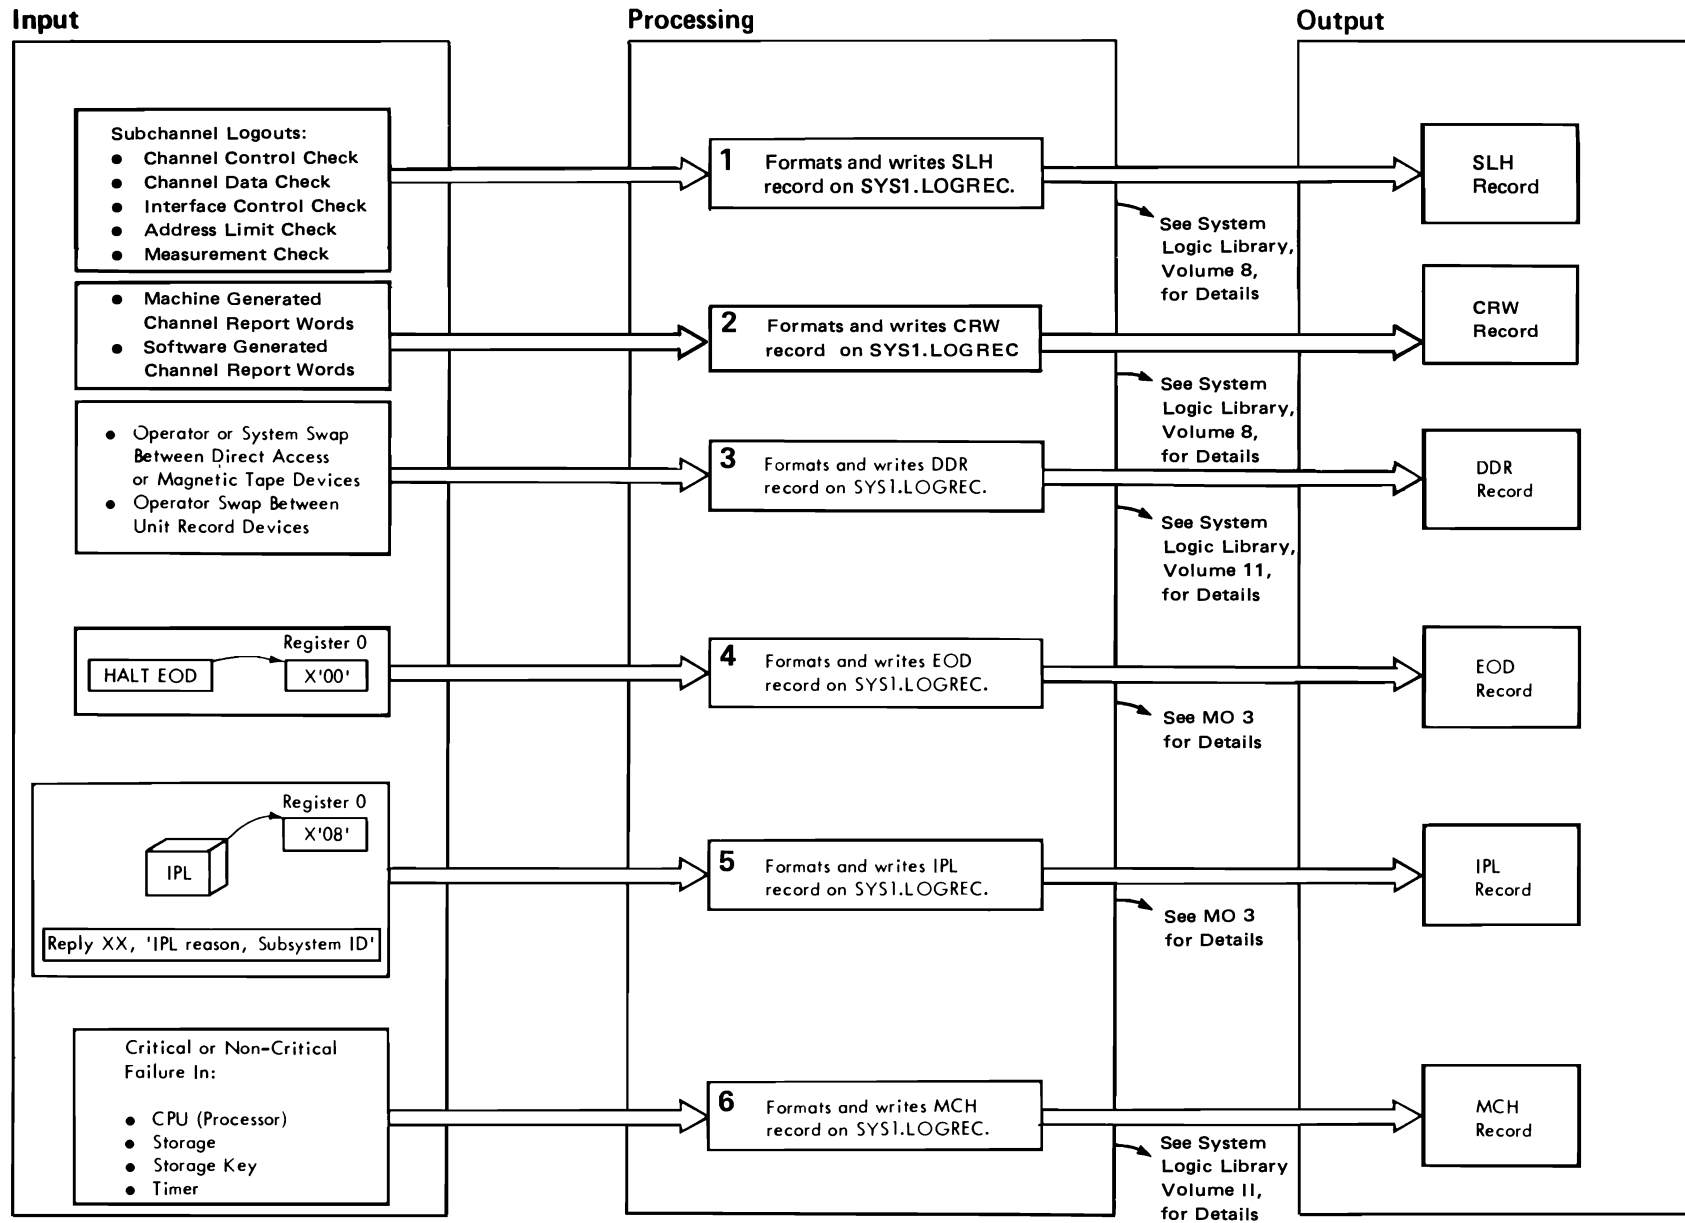 Input
Processing
Output
Subchannel Logouts:
● Channel Control Check
● Channel Data Check
● Interface Control Check
● Address Limit Check
● Measurement Check
1 Formats and writes SLH
record on SYS1.LOGREC.
SLH
Record
See System
Logic Library,
Volume 8,
for Details
● Machine Generated
Channel Report Words
● Software Generated
Channel Report Words
2 Formats and writes CRW
record on SYS1.LOGREC
CRW
Record
See System
Logic Library,
Volume 8,
for Details
● Operator or System Swap
Between Direct Access
or Magnetic Tape Devices
● Operator Swap Between
Unit Record Devices
3 Formats and writes DDR
record on SYS1.LOGREC.
DDR
Record
See System
Logic Library,
Volume 11,
for Details
Register 0
HALT EOD
X'00'
4 Formats and writes EOD
record on SYS1.LOGREC.
EOD
Record
See MO 3
for Details
Register 0
X'08'
IPL
Reply XX, 'IPL reason, Subsystem ID'
5 Formats and writes IPL
record on SYS1.LOGREC.
IPL
Record
See MO 3
for Details
Critical or Non-Critical
Failure In:
● CPU (Processor)
● Storage
● Storage Key
● Timer
6 Formats and writes MCH
record on SYS1.LOGREC.
MCH
Record
See System
Logic Library
Volume II,
for Details